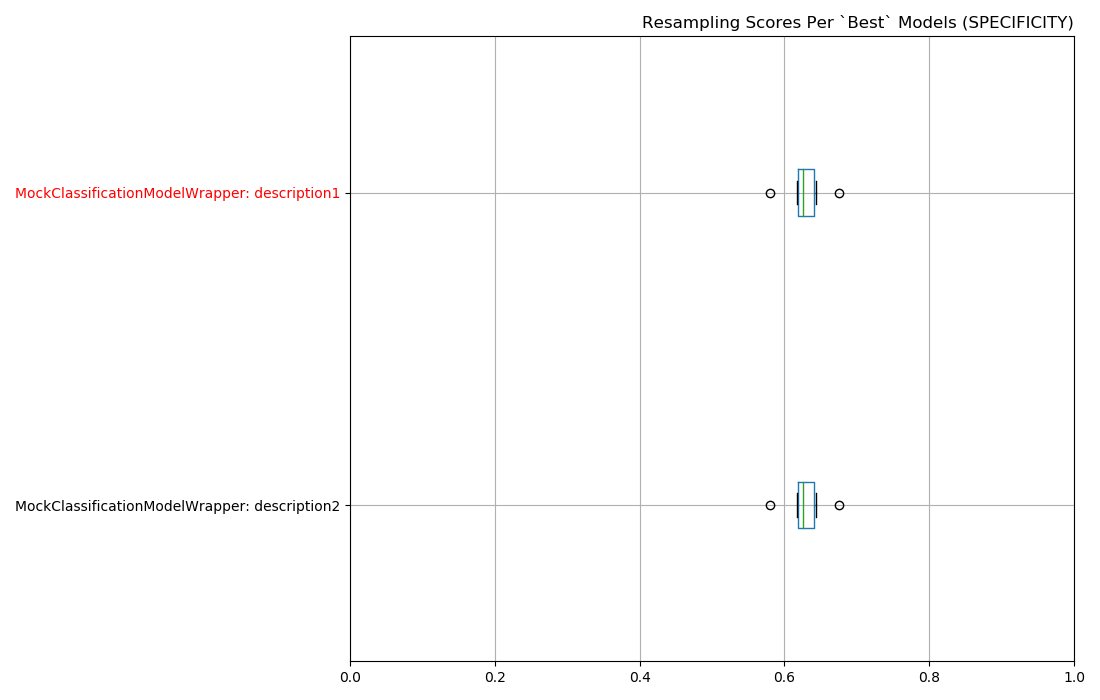 Resampling Scores Per `Best` Models (SPECIFICITY)
MockClassificationModelWrapper: description1
MockClassificationModelWrapper: description2
0.0 0.2 0.4 0.6 0.8 1.0